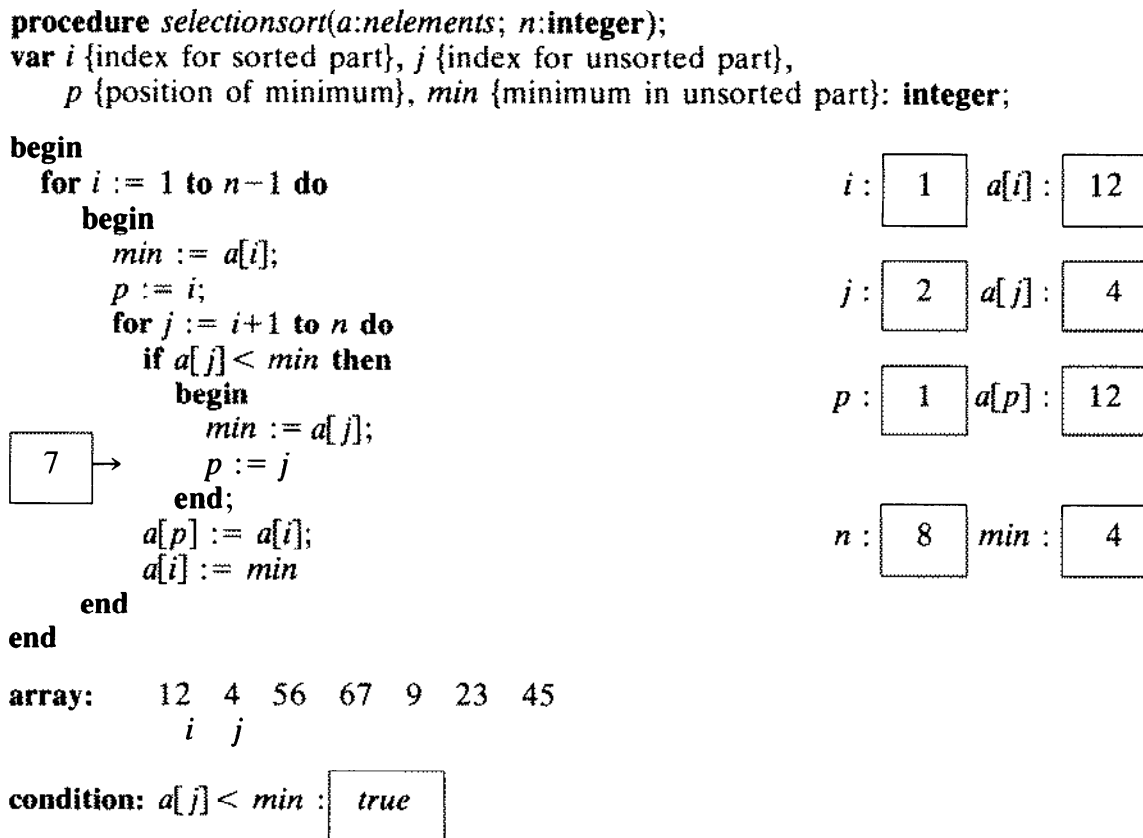 procedure selectionsort(a:nelements; n:integer);
var i {index for sorted part}, j {index for unsorted part},
p {position of minimum}, min {minimum in unsorted part}: integer;
begin
for i := 1 to n−1 do
begin
min := a[i];
p := i;
for j := i+1 to n do
if a[j] < min then
begin
min := a[j];
7 → p := j
end;
a[p] := a[i];
a[i] := min
end
end
i : 1 a[i] : 12
j : 2 a[j] : 4
p : 1 a[p] : 12
n : 8 min : 4
array: 12 4 56 67 9 23 45
i j
condition: a[j] < min : true